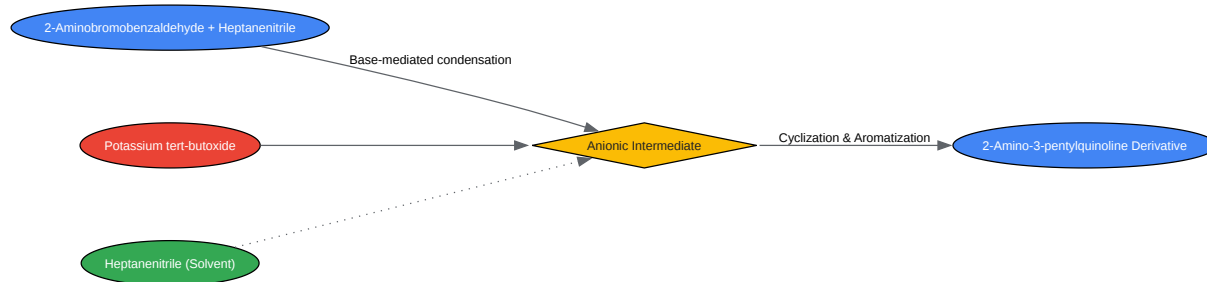 2-Aminobromobenzaldehyde + Heptanenitrile
Base-mediated condensation
Potassium tert-butoxide
Anionic Intermediate
Cyclization & Aromatization
2-Amino-3-pentylquinoline Derivative
Heptanenitrile (Solvent)